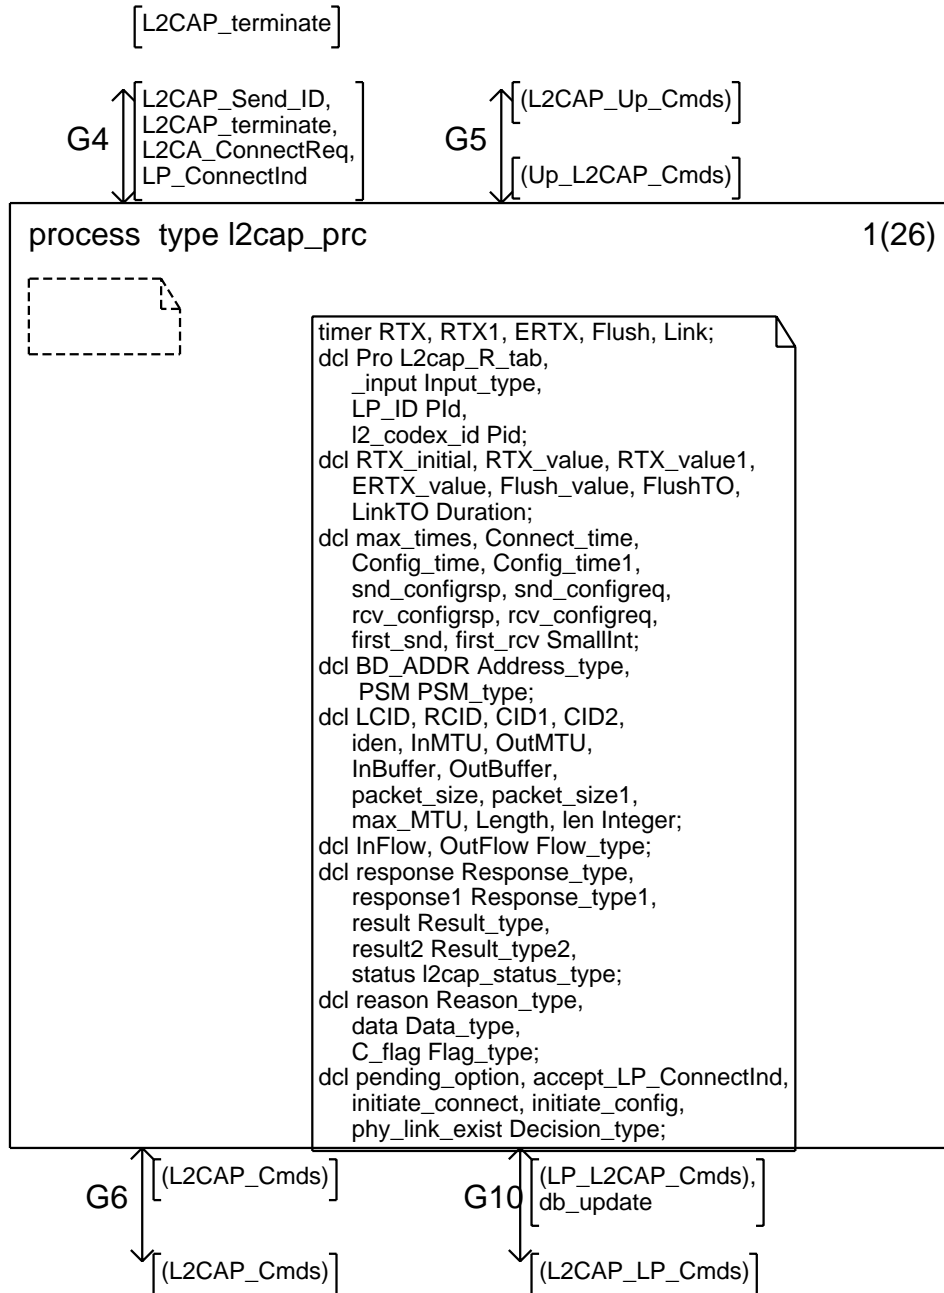 [L2CAP_terminate]
G4
[L2CAP_Send_ID,
L2CAP_terminate,
L2CA_ConnectReq,
LP_ConnectInd]
G5
[(L2CAP_Up_Cmds)]
[(Up_L2CAP_Cmds)]
process type l2cap_prc
1(26)
timer RTX, RTX1, ERTX, Flush, Link;
dcl Pro L2cap_R_tab,
_input Input_type,
LP_ID PId,
l2_codex_id Pid;
dcl RTX_initial, RTX_value, RTX_value1,
ERTX_value, Flush_value, FlushTO,
LinkTO Duration;
dcl max_times, Connect_time,
Config_time, Config_time1,
snd_configrsp, snd_configreq,
rcv_configrsp, rcv_configreq,
first_snd, first_rcv SmallInt;
dcl BD_ADDR Address_type,
PSM PSM_type;
dcl LCID, RCID, CID1, CID2,
iden, InMTU, OutMTU,
InBuffer, OutBuffer,
packet_size, packet_size1,
max_MTU, Length, len Integer;
dcl InFlow, OutFlow Flow_type;
dcl response Response_type,
response1 Response_type1,
result Result_type,
result2 Result_type2,
status l2cap_status_type;
dcl reason Reason_type,
data Data_type,
C_flag Flag_type;
dcl pending_option, accept_LP_ConnectInd,
initiate_connect, initiate_config,
phy_link_exist Decision_type;
G6
[(L2CAP_Cmds)]
[(L2CAP_Cmds)]
G10
[(LP_L2CAP_Cmds),
db_update]
[(L2CAP_LP_Cmds)]